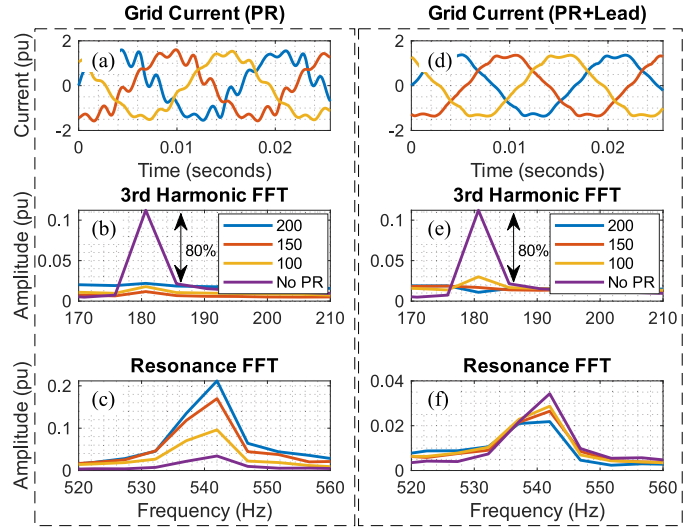 Grid Current (PR)
Current (pu)
2
0
-2
(a)
0
0.01
0.02
Time (seconds)
3rd Harmonic FFT
Amplitude (pu)
0.1
0.05
0
(b)
80%
200
150
100
No PR
170
180
190
200
210
Resonance FFT
Amplitude (pu)
0.2
0.1
0
(c)
520
530
540
550
560
Frequency (Hz)
Grid Current (PR+Lead)
2
0
-2
(d)
0
0.01
0.02
Time (seconds)
3rd Harmonic FFT
0.1
0.05
0
(e)
80%
200
150
100
No PR
170
180
190
200
210
Resonance FFT
0.04
0.02
0
(f)
520
530
540
550
560
Frequency (Hz)